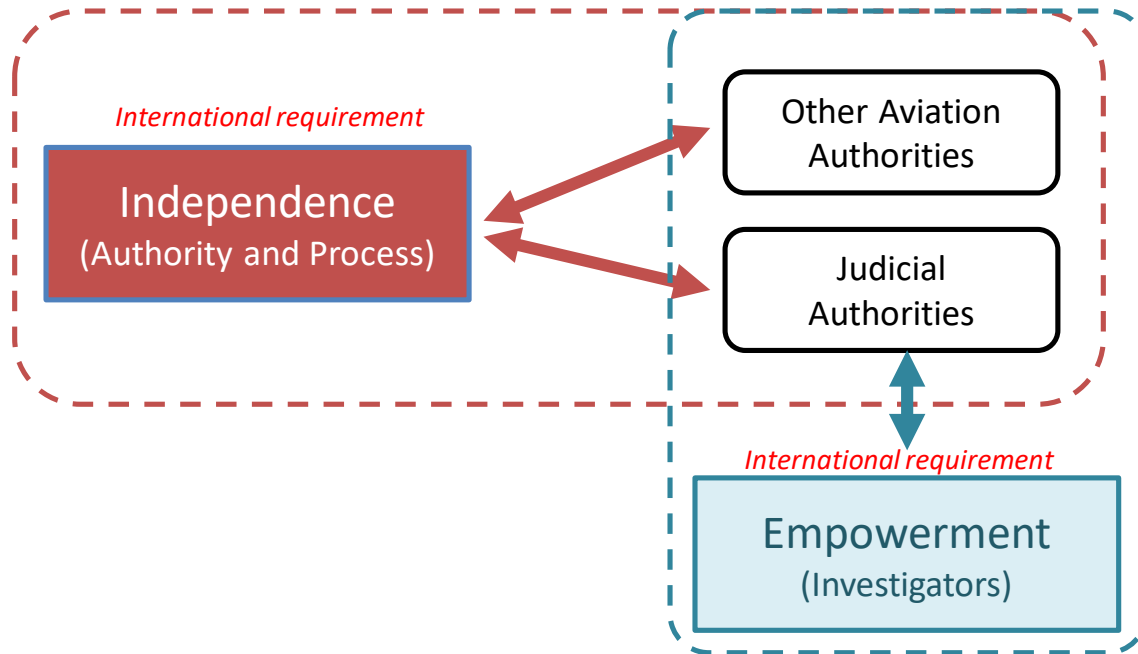 International requirement
Independence
(Authority and Process)
Other Aviation
Authorities
Judicial
Authorities
International requirement
Empowerment
(Investigators)